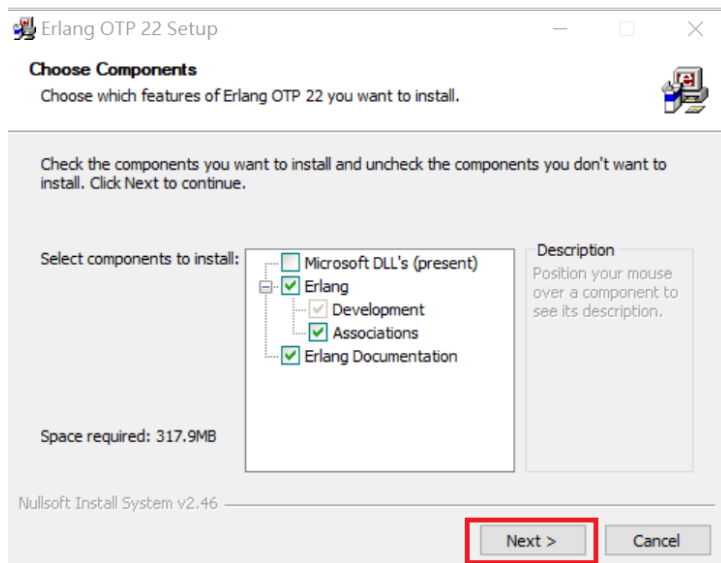 Erlang OTP 22 Setup
Choose Components
Choose which features of Erlang OTP 22 you want to install.
Check the components you want to install and uncheck the components you don't want to
install. Click Next to continue.
Select components to install:
Microsoft DLL's (present)
Erlang
Development
Associations
Erlang Documentation
Description
Position your mouse
over a component to
see its description.
Space required: 317.9MB
Nullsoft Install System v2.46
Next >
Cancel